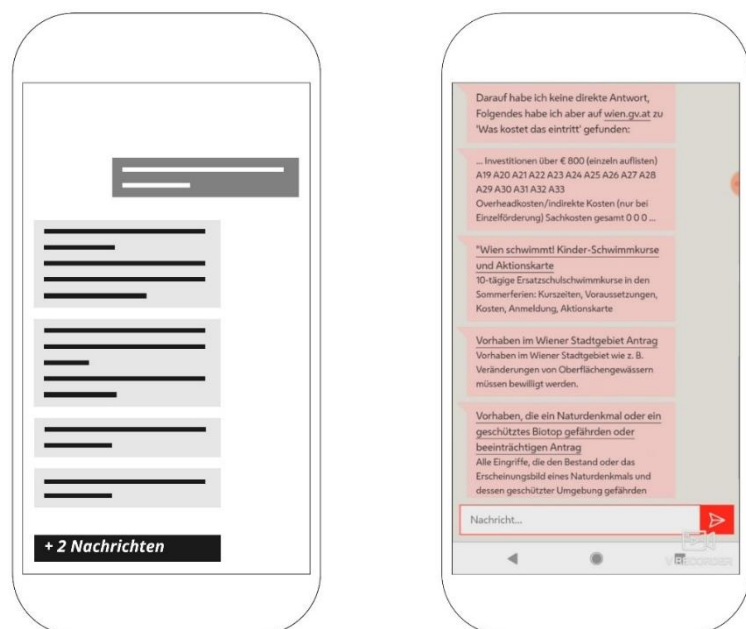 + 2 Nachrichten
Darauf habe ich keine direkte Antwort,
Folgendes habe ich aber auf wien.gv.at zu
'Was kostet das eintritt' gefunden:
... Investitionen über € 800 (einzeln auflisten)
A19 A20 A21 A22 A23 A24 A25 A26 A27 A28
A29 A30 A31 A32 A33
Overheadkosten/indirekte Kosten (nur bei
Einzelförderung) Sachkosten gesamt 0 0 0 ...
"Wien schwimmt! Kinder-Schwimmkurse
und Aktionskarte
10-tägige Ersatzschulschwimmkurse in den
Sommerferien: Kurszeiten, Voraussetzungen,
Kosten, Anmeldung, Aktionskarte
Vorhaben im Wiener Stadtgebiet Antrag
Vorhaben im Wiener Stadtgebiet wie z. B.
Veränderungen von Oberflächengewässern
müssen bewilligt werden.
Vorhaben, die ein Naturdenkmal oder ein
geschütztes Biotop gefährden oder
beeinträchtigen Antrag
Alle Eingriffe, die den Bestand oder das
Erscheinungsbild eines Naturdenkmals und
dessen geschützter Umgebung gefährden
Nachricht...